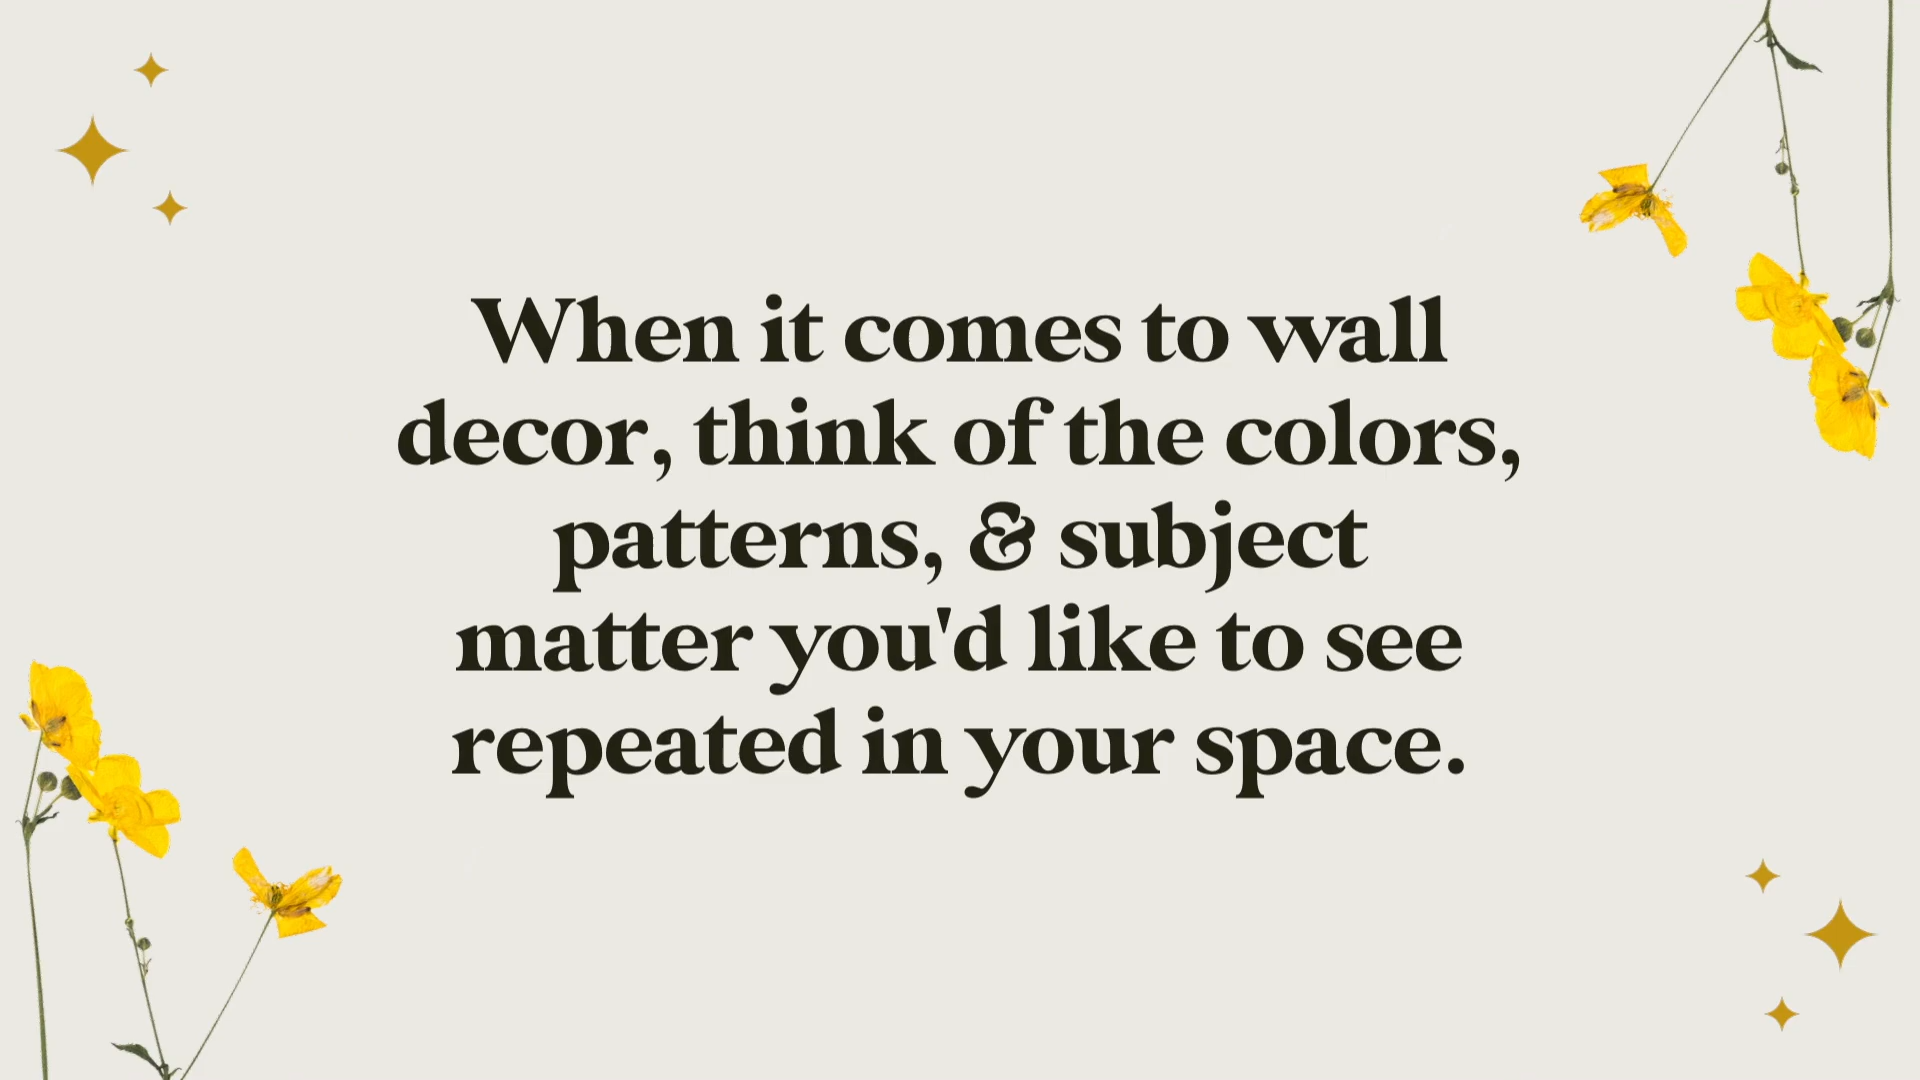 When it comes to wall
decor, think of the colors,
patterns, & subject
matter you'd like to see
repeated in your space.